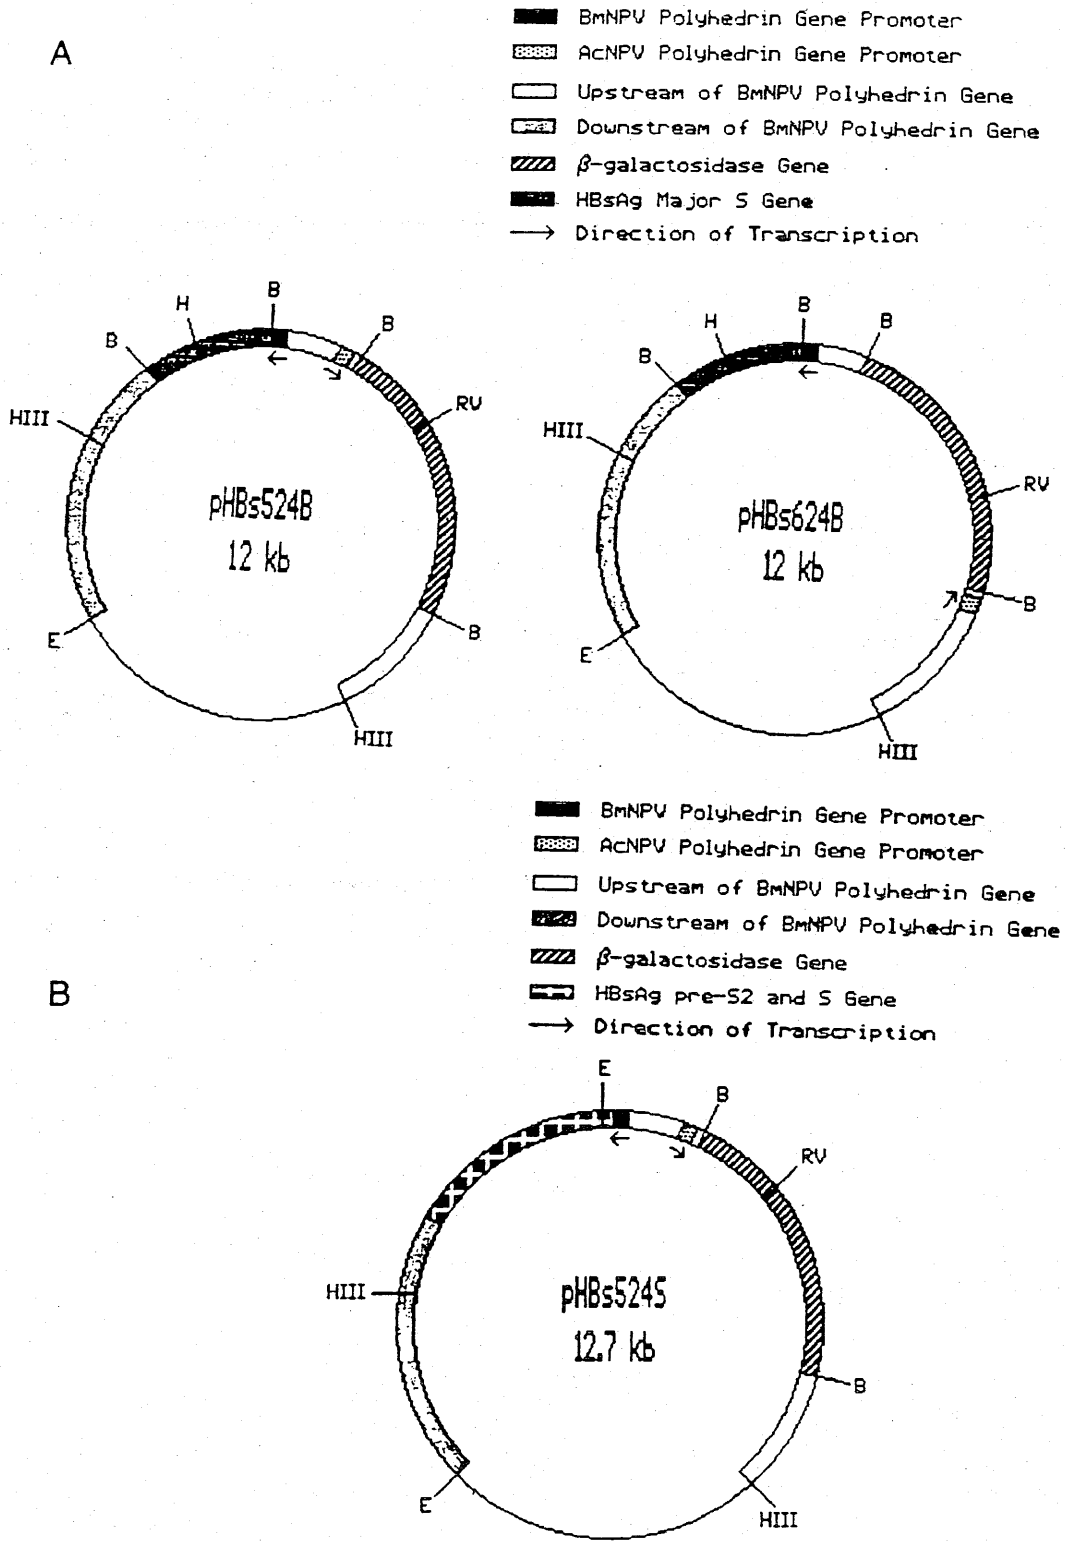 A
BmNPV Polyhedrin Gene Promoter
AcNPV Polyhedrin Gene Promoter
Upstream of BmNPV Polyhedrin Gene
Downstream of BmNPV Polyhedrin Gene
β-galactosidase Gene
HBsAg Major S Gene
Direction of Transcription
B
H
B
B
HIII
RV
pHBs524B
12 kb
E
B
HIII
B
H
B
B
HIII
RV
pHBs624B
12 kb
B
E
HIII
B
BmNPV Polyhedrin Gene Promoter
AcNPV Polyhedrin Gene Promoter
Upstream of BmNPV Polyhedrin Gene
Downstream of BmNPV Polyhedrin Gene
β-galactosidase Gene
HBsAg pre-S2 and S Gene
Direction of Transcription
E
B
RV
HIII
pHBs524S
12.7 kb
B
E
HIII